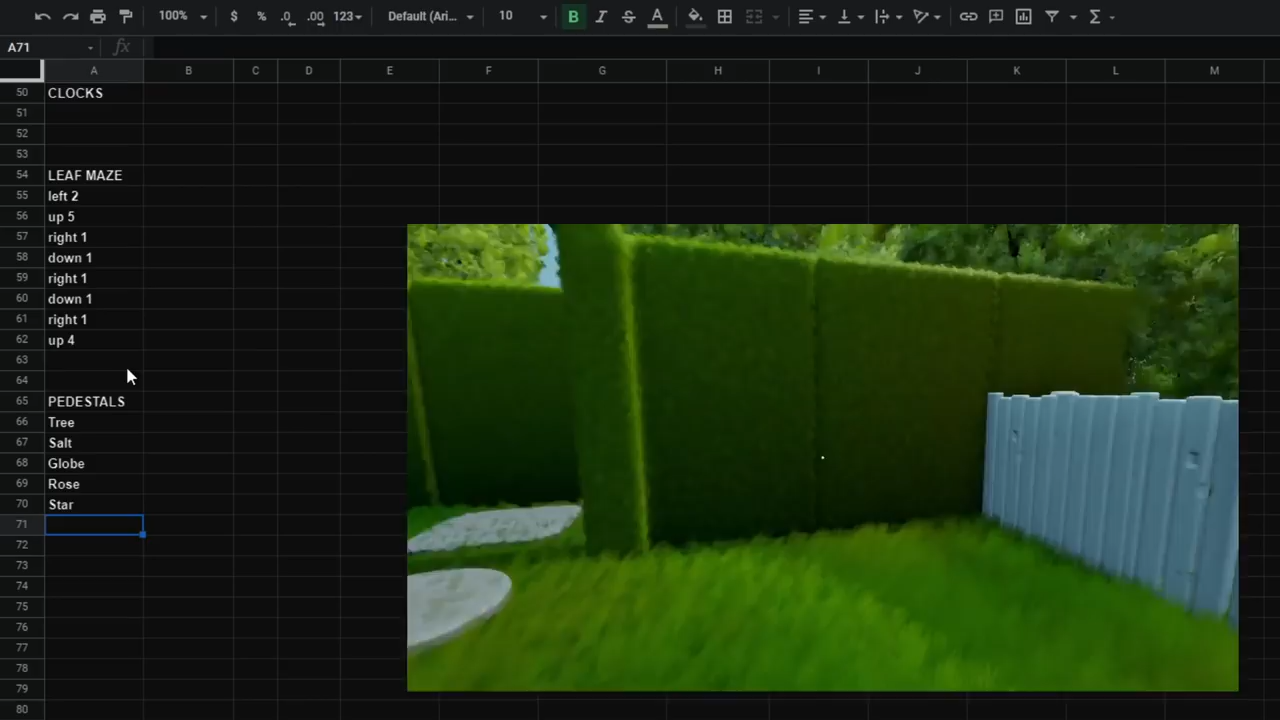 100% $ % .0 .00 123 Default (Ari... 10 B I S A Σ
A71 fx
A B C D E F G H I J K L M
50 CLOCKS
51
52
53
54 LEAF MAZE
55 left 2
56 up 5
57 right 1
58 down 1
59 right 1
60 down 1
61 right 1
62 up 4
63
64
65 PEDESTALS
66 Tree
67 Salt
68 Globe
69 Rose
70 Star
71
72
73
74
75
76
77
78
79
80